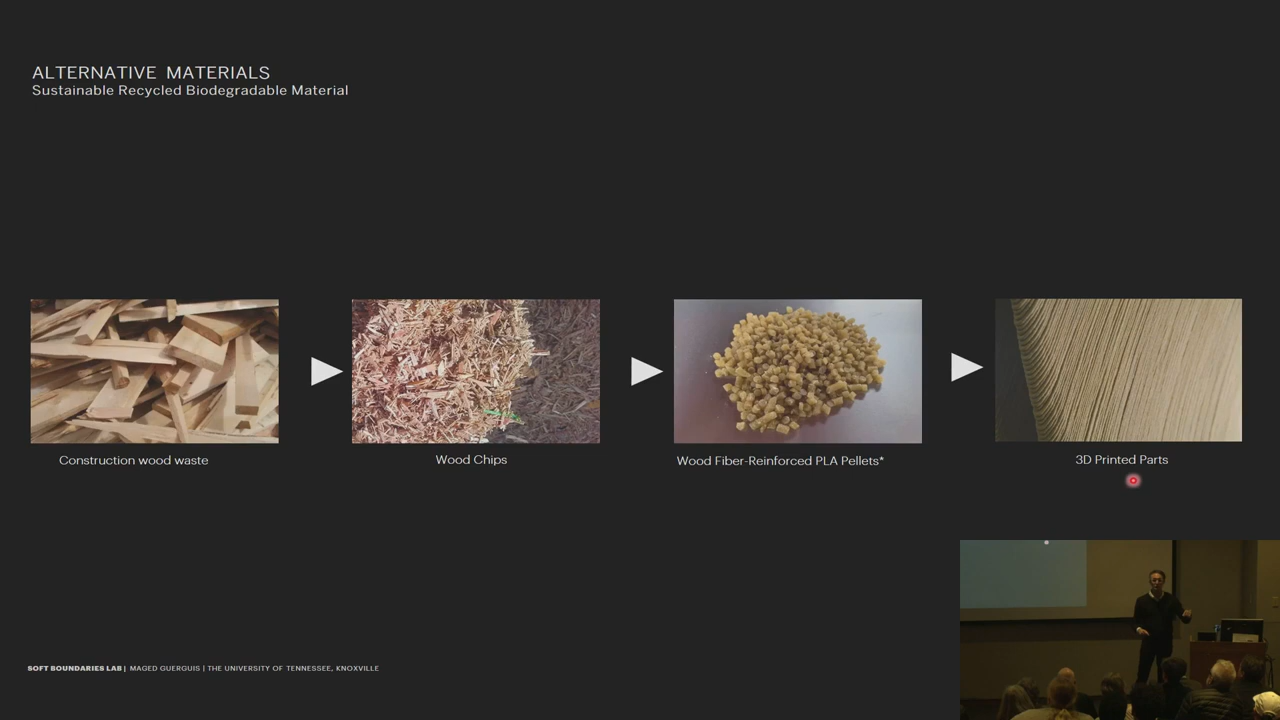 ALTERNATIVE MATERIALS
Sustainable Recycled Biodegradable Material
Construction wood waste
Wood Chips
Wood Fiber-Reinforced PLA Pellets*
3D Printed Parts
SOFT BOUNDARIES LAB | MAGED GUERGUIS | THE UNIVERSITY OF TENNESSEE, KNOXVILLE